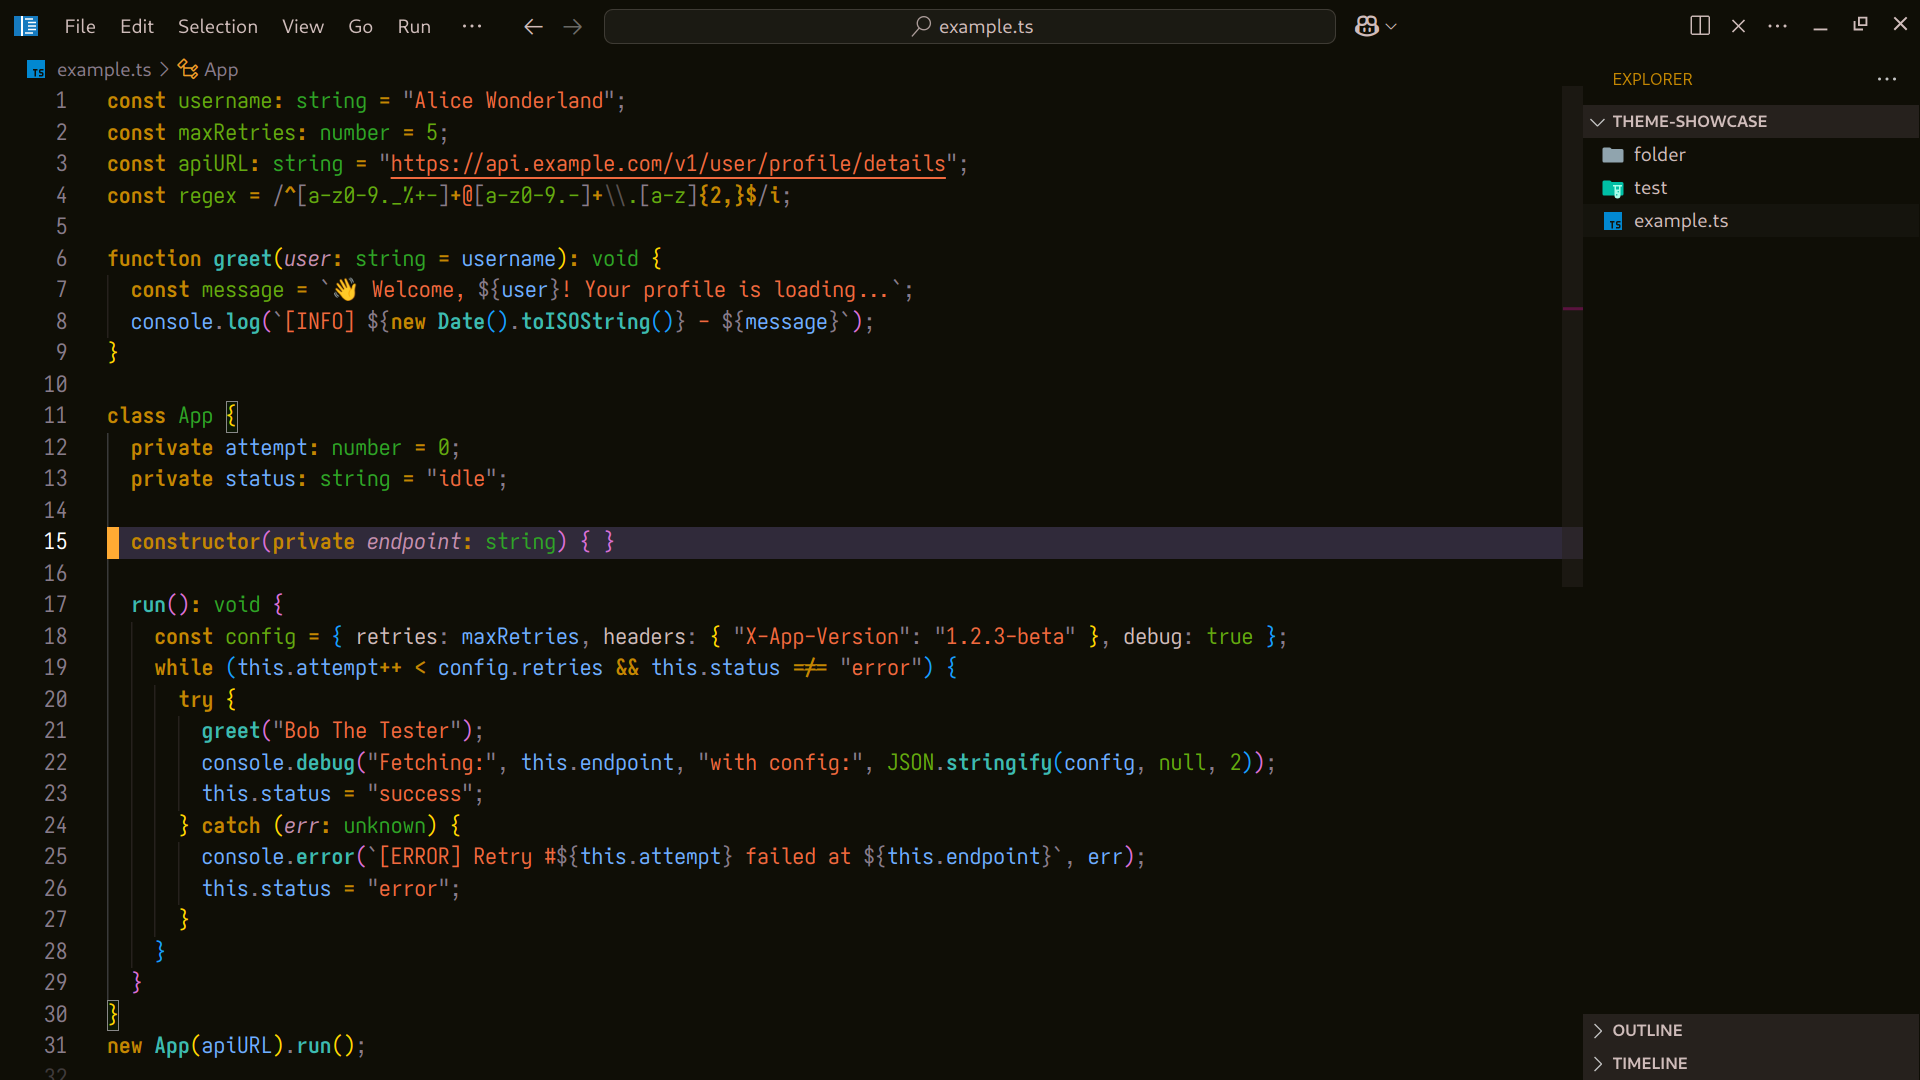 File Edit Selection View Go Run ··· example.ts
example.ts > App
EXPLORER
THEME-SHOWCASE
folder
test
example.ts
1 const username: string = "Alice Wonderland";
2 const maxRetries: number = 5;
3 const apiURL: string = "https://api.example.com/v1/user/profile/details";
4 const regex = /^[a-z0-9._%+-]+@[a-z0-9.-]+\\.[a-z]{2,}$/i;
5
6 function greet(user: string = username): void {
7 const message = `👋 Welcome, ${user}! Your profile is loading...`;
8 console.log(`[INFO] ${new Date().toISOString()} - ${message}`);
9 }
10
11 class App {
12 private attempt: number = 0;
13 private status: string = "idle";
14
15 constructor(private endpoint: string) { }
16
17 run(): void {
18 const config = { retries: maxRetries, headers: { "X-App-Version": "1.2.3-beta" }, debug: true };
19 while (this.attempt++ < config.retries && this.status !== "error") {
20 try {
21 greet("Bob The Tester");
22 console.debug("Fetching:", this.endpoint, "with config:", JSON.stringify(config, null, 2));
23 this.status = "success";
24 } catch (err: unknown) {
25 console.error(`[ERROR] Retry #${this.attempt} failed at ${this.endpoint}`, err);
26 this.status = "error";
27 }
28 }
29 }
30 }
31 new App(apiURL).run();
32
OUTLINE
TIMELINE